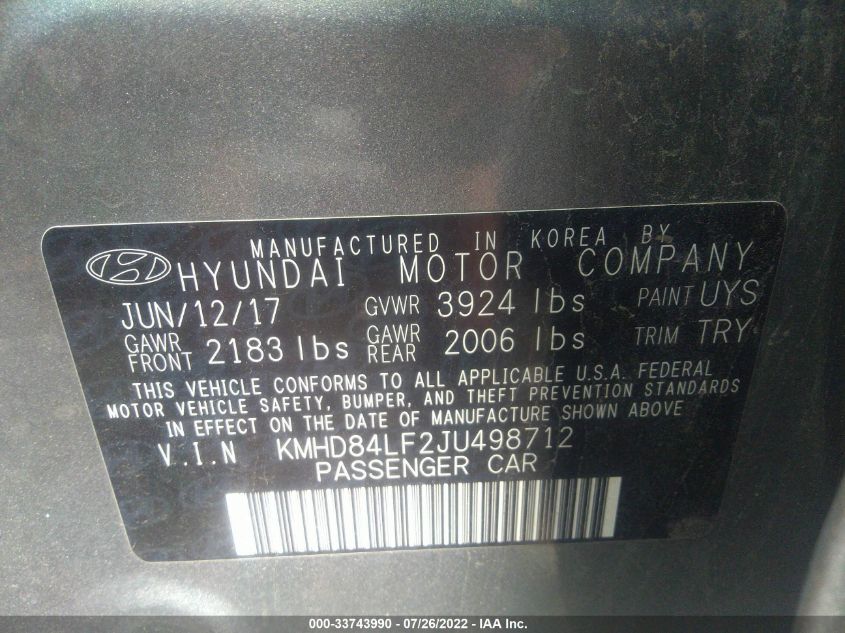 MANUFACTURED IN KOREA BY
HYUNDAI MOTOR COMPANY
JUN/12/17 GVWR 3924 lbs PAINT UYS
GAWR FRONT 2183 lbs GAWR REAR 2006 lbs TRIM TRY
THIS VEHICLE CONFORMS TO ALL APPLICABLE U.S.A. FEDERAL
MOTOR VEHICLE SAFETY, BUMPER, AND THEFT PREVENTION STANDARDS
IN EFFECT ON THE DATE OF MANUFACTURE SHOWN ABOVE
V.I.N KMHD84LF2JU498712
PASSENGER CAR
000-33743990 - 07/26/2022 - IAA Inc.